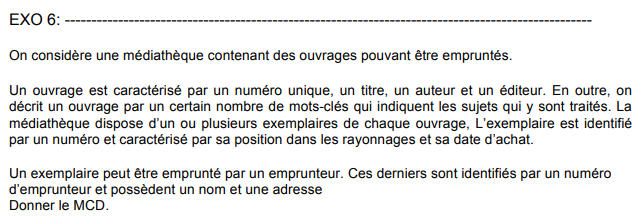 EXO 6: ----------------------------------------------------------------------------------------------------
On considère une médiathèque contenant des ouvrages pouvant être empruntés.
Un ouvrage est caractérisé par un numéro unique, un titre, un auteur et un éditeur. En outre, on
décrit un ouvrage par un certain nombre de mots-clés qui indiquent les sujets qui y sont traités. La
médiathèque dispose d'un ou plusieurs exemplaires de chaque ouvrage, L'exemplaire est identifié
par un numéro et caractérisé par sa position dans les rayonnages et sa date d'achat.
Un exemplaire peut être emprunté par un emprunteur. Ces derniers sont identifiés par un numéro
d'emprunteur et possèdent un nom et une adresse
Donner le MCD.